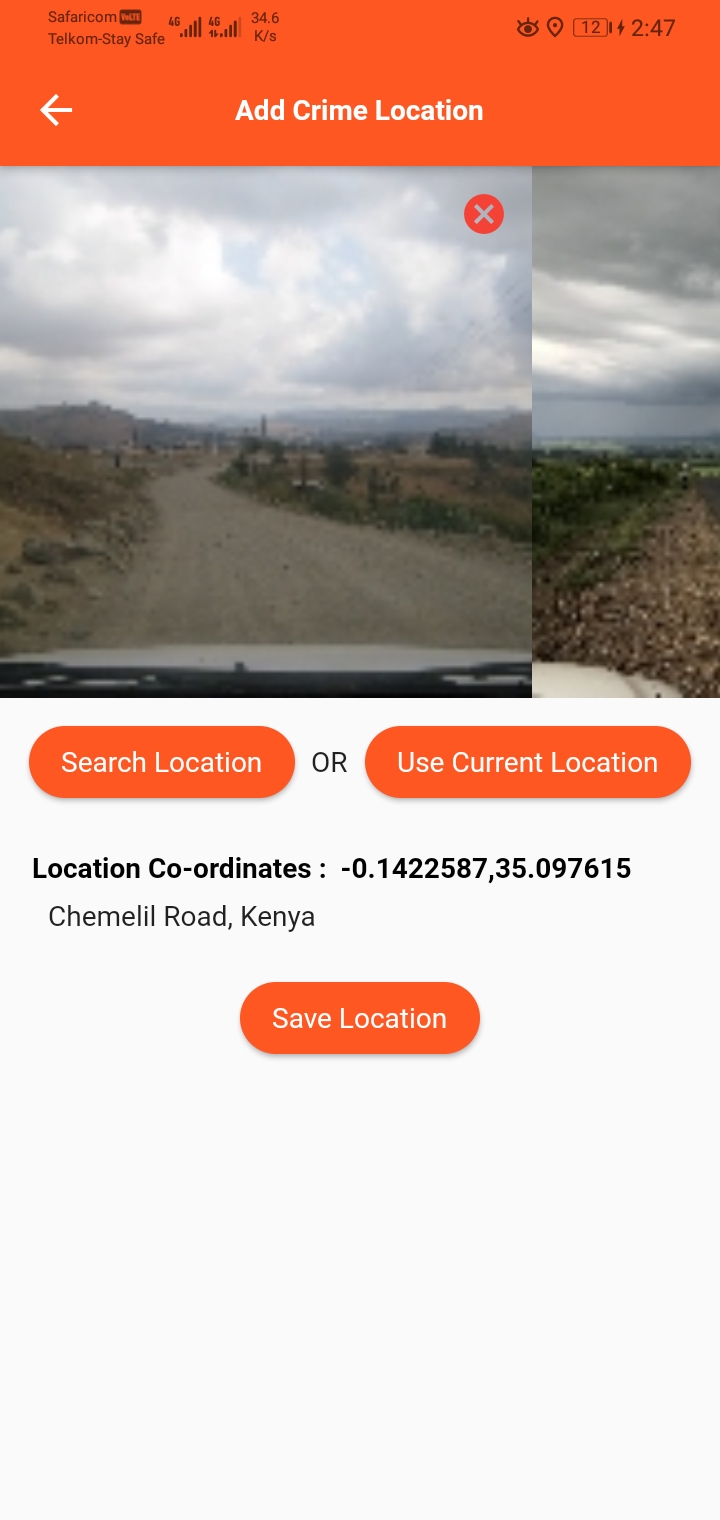 Safaricom VoLTE
Telkom-Stay Safe
4G 4G
34.6
K/s
12 2:47
Add Crime Location
Search Location OR Use Current Location
Location Co-ordinates : -0.1422587,35.097615
Chemelil Road, Kenya
Save Location